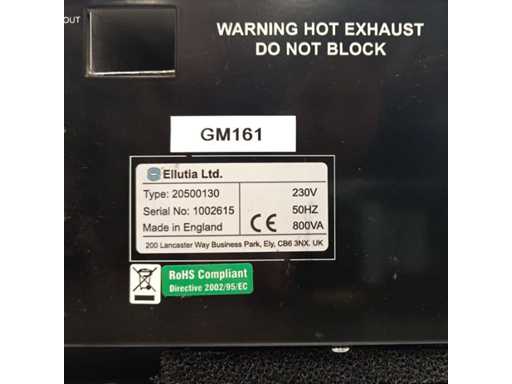 OUT
WARNING HOT EXHAUST
DO NOT BLOCK
GM161
Ellutia Ltd.
Type: 20500130 230V
Serial No: 1002615 50HZ
Made in England CE 800VA
200 Lancaster Way Business Park, Ely, CB6 3NX. UK
RoHS Compliant
Directive 2002/95/EC